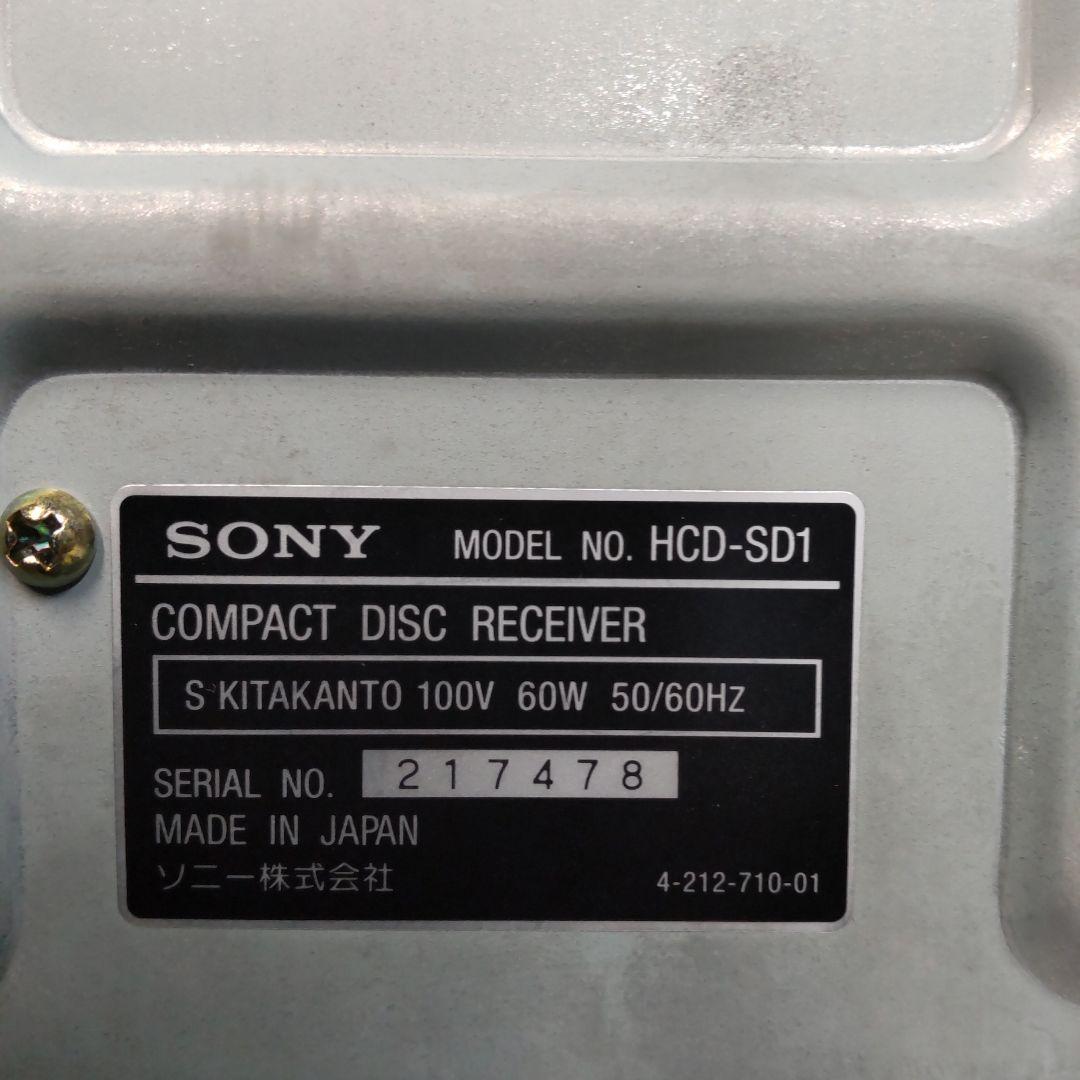 SONY MODEL NO. HCD-SD1
COMPACT DISC RECEIVER
S KITAKANTO 100V 60W 50/60HZ
SERIAL NO. 217478
MADE IN JAPAN
ソニー株式会社 4-212-710-01